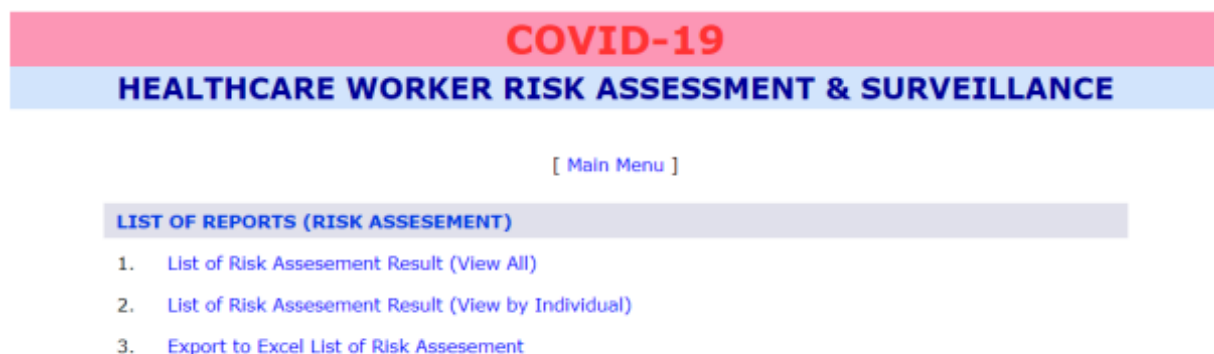 COVID-19
HEALTHCARE WORKER RISK ASSESSMENT & SURVEILLANCE
[ Main Menu ]
LIST OF REPORTS (RISK ASSESEMENT)
1. List of Risk Assesement Result (View All)
2. List of Risk Assesement Result (View by Individual)
3. Export to Excel List of Risk Assesement